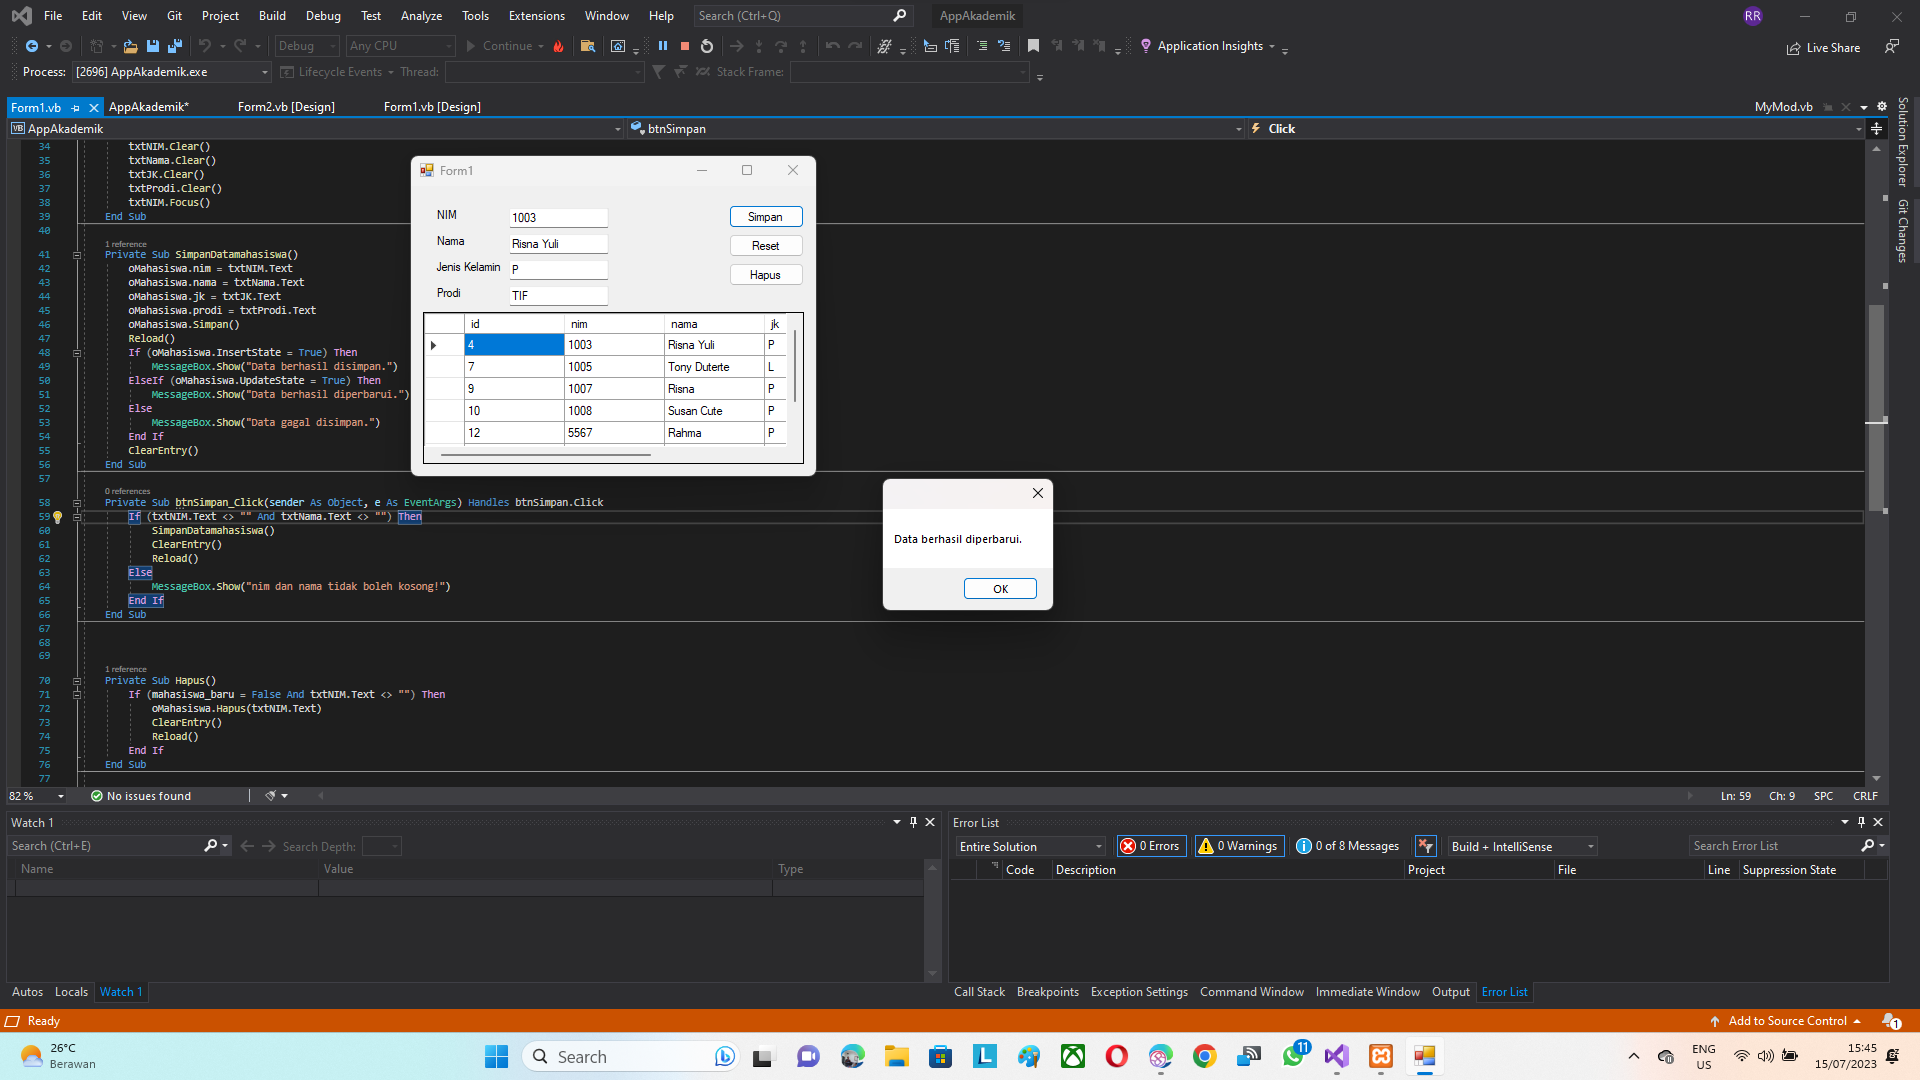 File Edit View Git Project Build Debug Test Analyze Tools Extensions Window Help Search (Ctrl+Q) AppAkademik RR
Debug Any CPU Continue Application Insights Live Share
Process: [2696] AppAkademik.exe Lifecycle Events Thread: Stack Frame:
Form1.vb AppAkademik* Form2.vb [Design] Form1.vb [Design] MyMod.vb
VB AppAkademik btnSimpan Click
Solution Explorer
Git Changes
34 txtNIM.Clear()
35 txtNama.Clear()
36 txtJK.Clear()
37 txtProdi.Clear()
38 txtNIM.Focus()
39 End Sub
40
1 reference
41 Private Sub SimpanDatamahasiswa()
42 oMahasiswa.nim = txtNIM.Text
43 oMahasiswa.nama = txtNama.Text
44 oMahasiswa.jk = txtJK.Text
45 oMahasiswa.prodi = txtProdi.Text
46 oMahasiswa.Simpan()
47 Reload()
48 If (oMahasiswa.InsertState = True) Then
49 MessageBox.Show("Data berhasil disimpan.")
50 ElseIf (oMahasiswa.UpdateState = True) Then
51 MessageBox.Show("Data berhasil diperbarui.")
52 Else
53 MessageBox.Show("Data gagal disimpan.")
54 End If
55 ClearEntry()
56 End Sub
57
0 references
58 Private Sub btnSimpan_Click(sender As Object, e As EventArgs) Handles btnSimpan.Click
59 If (txtNIM.Text <> "" And txtNama.Text <> "") Then
60 SimpanDatamahasiswa()
61 ClearEntry()
62 Reload()
63 Else
64 MessageBox.Show("nim dan nama tidak boleh kosong!")
65 End If
66 End Sub
67
68
69
1 reference
70 Private Sub Hapus()
71 If (mahasiswa_baru = False And txtNIM.Text <> "") Then
72 oMahasiswa.Hapus(txtNIM.Text)
73 ClearEntry()
74 Reload()
75 End If
76 End Sub
77
Form1
NIM 1003 Simpan
Nama Risna Yuli Reset
Jenis Kelamin P Hapus
Prodi TIF
id nim nama jk
4 1003 Risna Yuli P
7 1005 Tony Duterte L
9 1007 Risna P
10 1008 Susan Cute P
12 5567 Rahma P
Data berhasil diperbarui.
OK
82 % No issues found Ln: 59 Ch: 9 SPC CRLF
Watch 1
Search (Ctrl+E) Search Depth:
Name Value Type
Autos Locals Watch 1
Error List
Entire Solution 0 Errors 0 Warnings 0 of 8 Messages Build + IntelliSense Search Error List
Code Description Project File Line Suppression State
Call Stack Breakpoints Exception Settings Command Window Immediate Window Output Error List
Ready Add to Source Control 1
26°C
Berawan
Search
11
ENG
US
15:45
15/07/2023